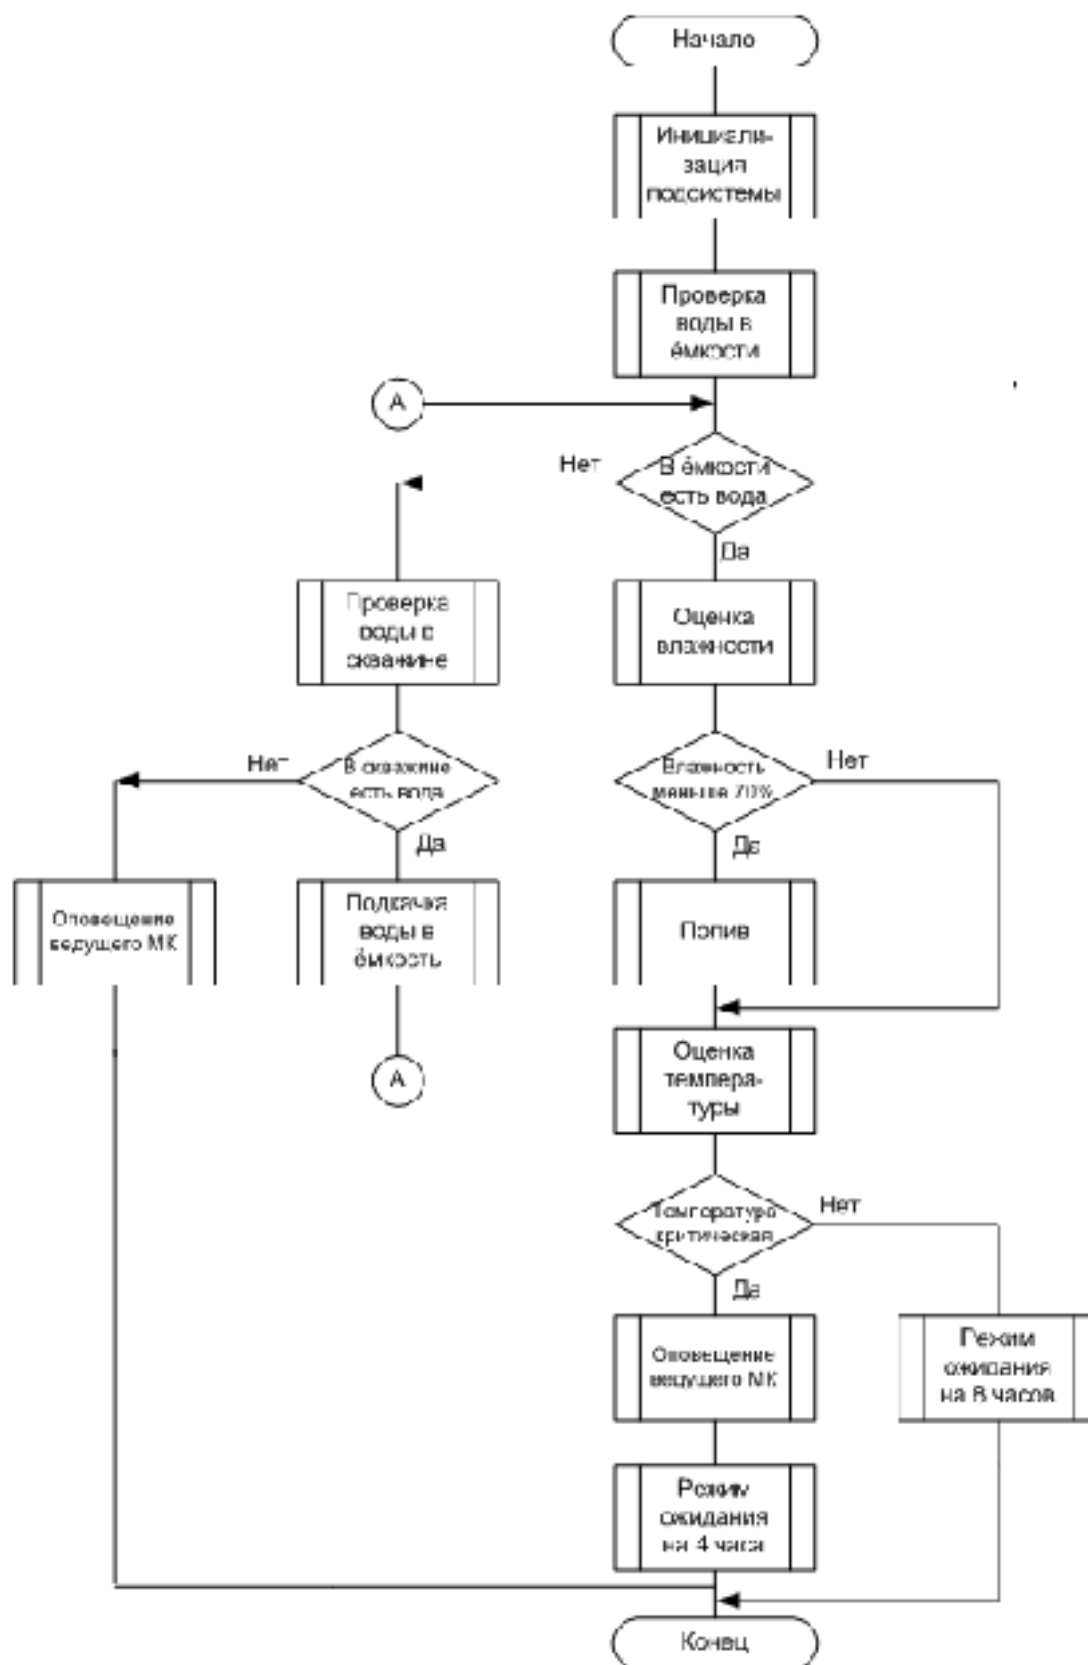 Начало
Инициали-
зация
подсистемы
Проверка
воды в
ёмкости
А
Нет
В ёмкости
есть вода
Да
Проверка
воды в
скважине
Оценка
влажности
Нет
В скважине
есть вода
Да
Влажность
меньше 70%
Нет
Да
Оповещение
ведущего МК
Подкачка
воды в
ёмкость
Полив
А
Оценка
темпера-
туры
Температура
критическая
Нет
Да
Оповещение
ведущего МК
Режим
ожидания
на 8 часов
Режим
ожидания
на 4 часа
Конец